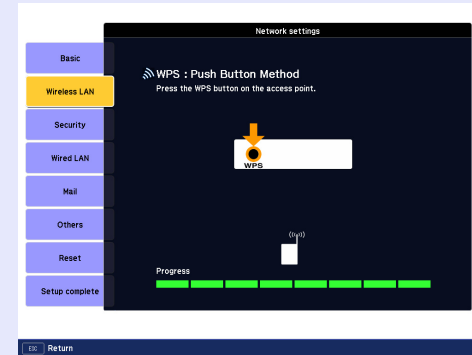 Network settings
Basic
Wireless LAN
Security
Wired LAN
Mail
Others
Reset
Setup complete
WPS : Push Button Method
Press the WPS button on the access point.
WPS
Progress
ESC Return